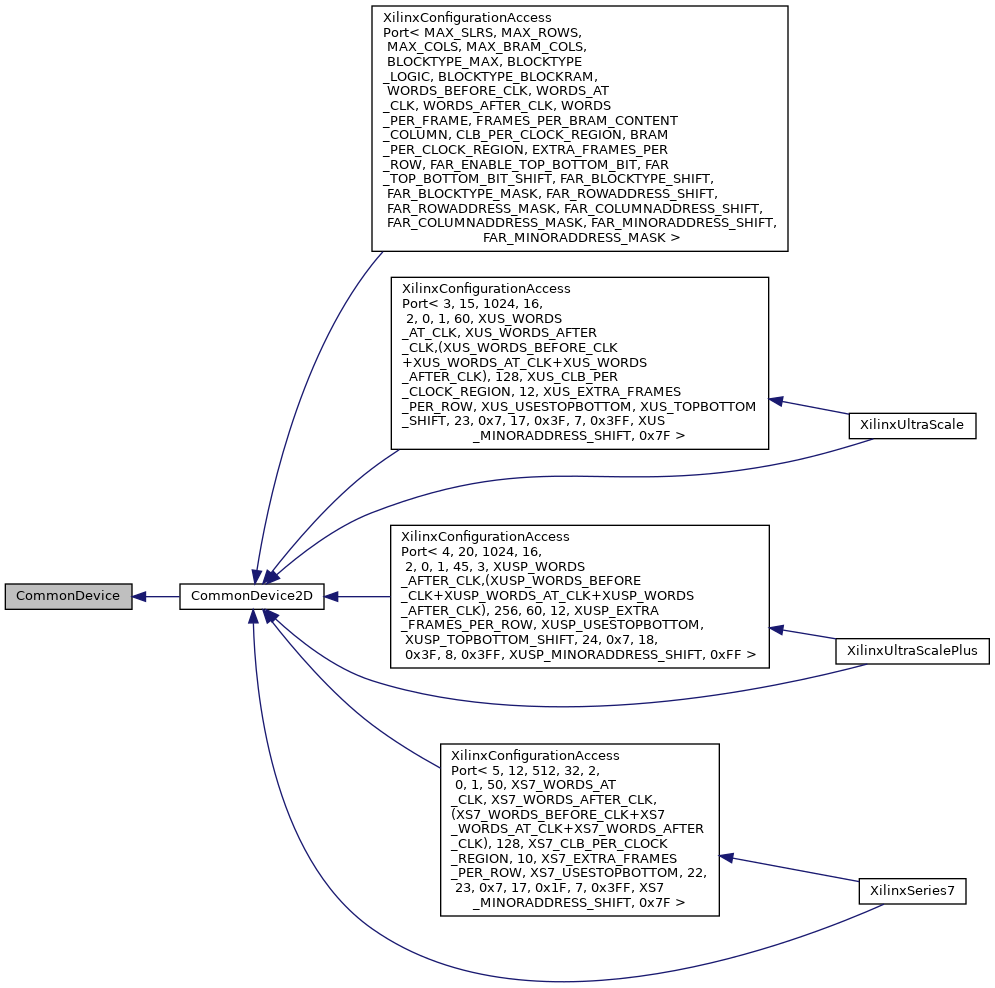 XilinxConfigurationAccess
Port< MAX_SLRS, MAX_ROWS,
MAX_COLS, MAX_BRAM_COLS,
BLOCKTYPE_MAX, BLOCKTYPE
_LOGIC, BLOCKTYPE_BLOCKRAM,
WORDS_BEFORE_CLK, WORDS_AT
_CLK, WORDS_AFTER_CLK, WORDS
_PER_FRAME, FRAMES_PER_BRAM_CONTENT
_COLUMN, CLB_PER_CLOCK_REGION, BRAM
_PER_CLOCK_REGION, EXTRA_FRAMES_PER
_ROW, FAR_ENABLE_TOP_BOTTOM_BIT, FAR
_TOP_BOTTOM_BIT_SHIFT, FAR_BLOCKTYPE_SHIFT,
FAR_BLOCKTYPE_MASK, FAR_ROWADDRESS_SHIFT,
FAR_ROWADDRESS_MASK, FAR_COLUMNADDRESS_SHIFT,
FAR_COLUMNADDRESS_MASK, FAR_MINORADDRESS_SHIFT,
FAR_MINORADDRESS_MASK >
XilinxConfigurationAccess
Port< 3, 15, 1024, 16,
2, 0, 1, 60, XUS_WORDS
_AT_CLK, XUS_WORDS_AFTER
_CLK,(XUS_WORDS_BEFORE_CLK
+XUS_WORDS_AT_CLK+XUS_WORDS
_AFTER_CLK), 128, XUS_CLB_PER
_CLOCK_REGION, 12, XUS_EXTRA_FRAMES
_PER_ROW, XUS_USESTOPBOTTOM, XUS_TOPBOTTOM
_SHIFT, 23, 0x7, 17, 0x3F, 7, 0x3FF, XUS
_MINORADDRESS_SHIFT, 0x7F >
XilinxUltraScale
XilinxConfigurationAccess
Port< 4, 20, 1024, 16,
2, 0, 1, 45, 3, XUSP_WORDS
_AFTER_CLK,(XUSP_WORDS_BEFORE
_CLK+XUSP_WORDS_AT_CLK+XUSP_WORDS
_AFTER_CLK), 256, 60, 12, XUSP_EXTRA
_FRAMES_PER_ROW, XUSP_USESTOPBOTTOM,
XUSP_TOPBOTTOM_SHIFT, 24, 0x7, 18,
0x3F, 8, 0x3FF, XUSP_MINORADDRESS_SHIFT, 0xFF >
CommonDevice
CommonDevice2D
XilinxUltraScalePlus
XilinxConfigurationAccess
Port< 5, 12, 512, 32, 2,
0, 1, 50, XS7_WORDS_AT
_CLK, XS7_WORDS_AFTER_CLK,
(XS7_WORDS_BEFORE_CLK+XS7
_WORDS_AT_CLK+XS7_WORDS_AFTER
_CLK), 128, XS7_CLB_PER_CLOCK
_REGION, 10, XS7_EXTRA_FRAMES
_PER_ROW, XS7_USESTOPBOTTOM, 22,
23, 0x7, 17, 0x1F, 7, 0x3FF, XS7
_MINORADDRESS_SHIFT, 0x7F >
XilinxSeries7